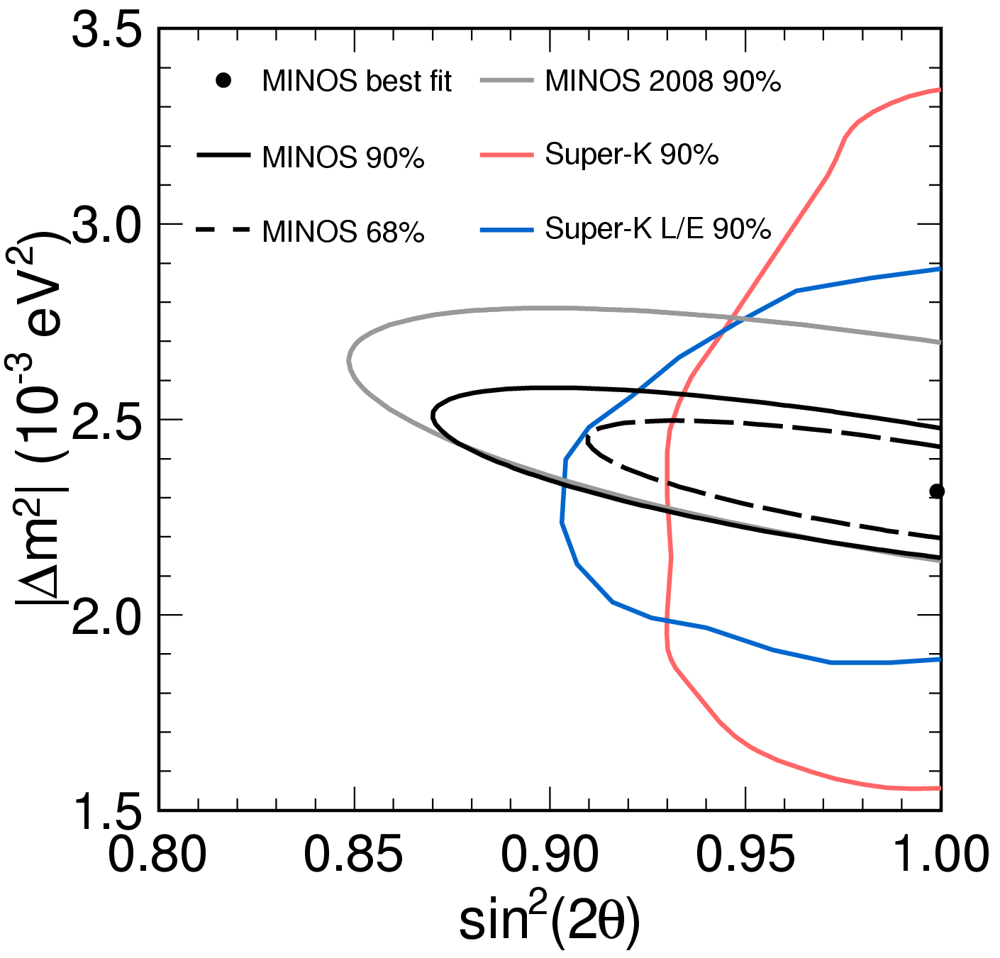 3.5
3.0
2.5
2.0
1.5
|Δm²| (10⁻³ eV²)
MINOS best fit
MINOS 90%
MINOS 68%
MINOS 2008 90%
Super-K 90%
Super-K L/E 90%
0.80 0.85 0.90 0.95 1.00
sin²(2θ)